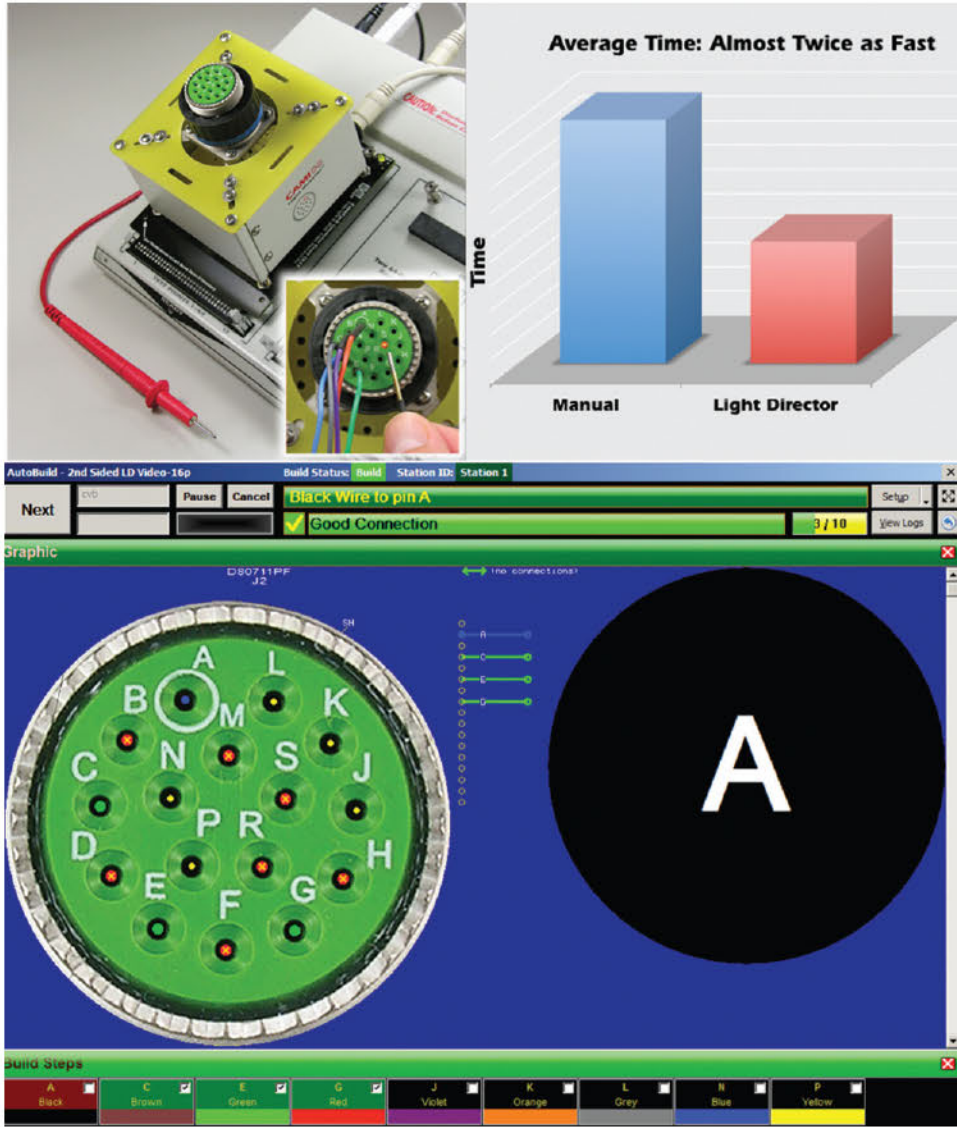 CAMI
Average Time: Almost Twice as Fast
Time
Manual
Light Director
AutoBuild - 2nd Sided LD Video-16p
Build Status: Build
Station ID: Station 1
Next
cvb
Pause
Cancel
Black Wire to pin A
Setup
Good Connection
3 / 10
View Logs
Graphic
D80711PF
J2
(no connections)
SH
A
L
B
M
K
N
S
C
J
P
R
D
H
E
G
F
A
C
E
A
Build Steps
A
Black
C
Brown
E
Green
G
Red
J
Violet
K
Orange
L
Grey
N
Blue
P
Yellow